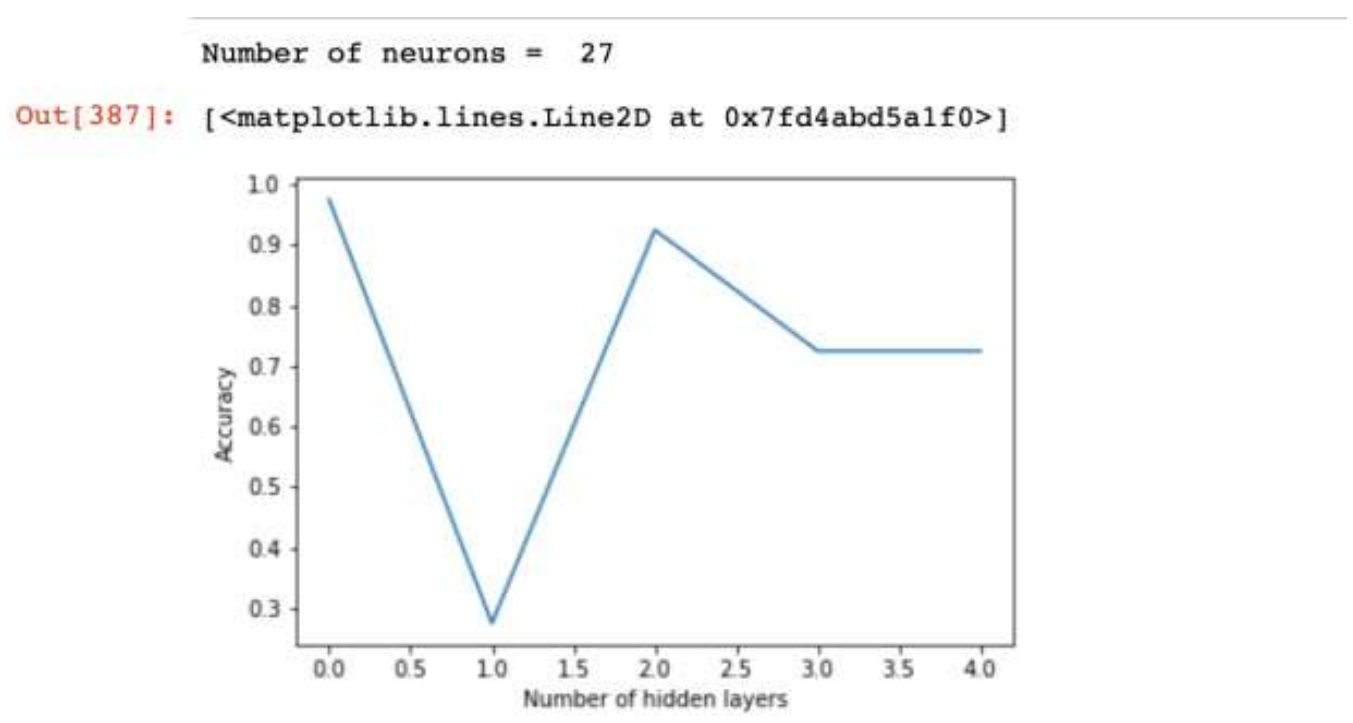 Number of neurons =  27
Out[387]: [<matplotlib.lines.Line2D at 0x7fd4abd5a1f0>]
1.0
0.9
0.8
0.7
0.6
0.5
0.4
0.3
Accuracy
0.0 0.5 1.0 1.5 2.0 2.5 3.0 3.5 4.0
Number of hidden layers